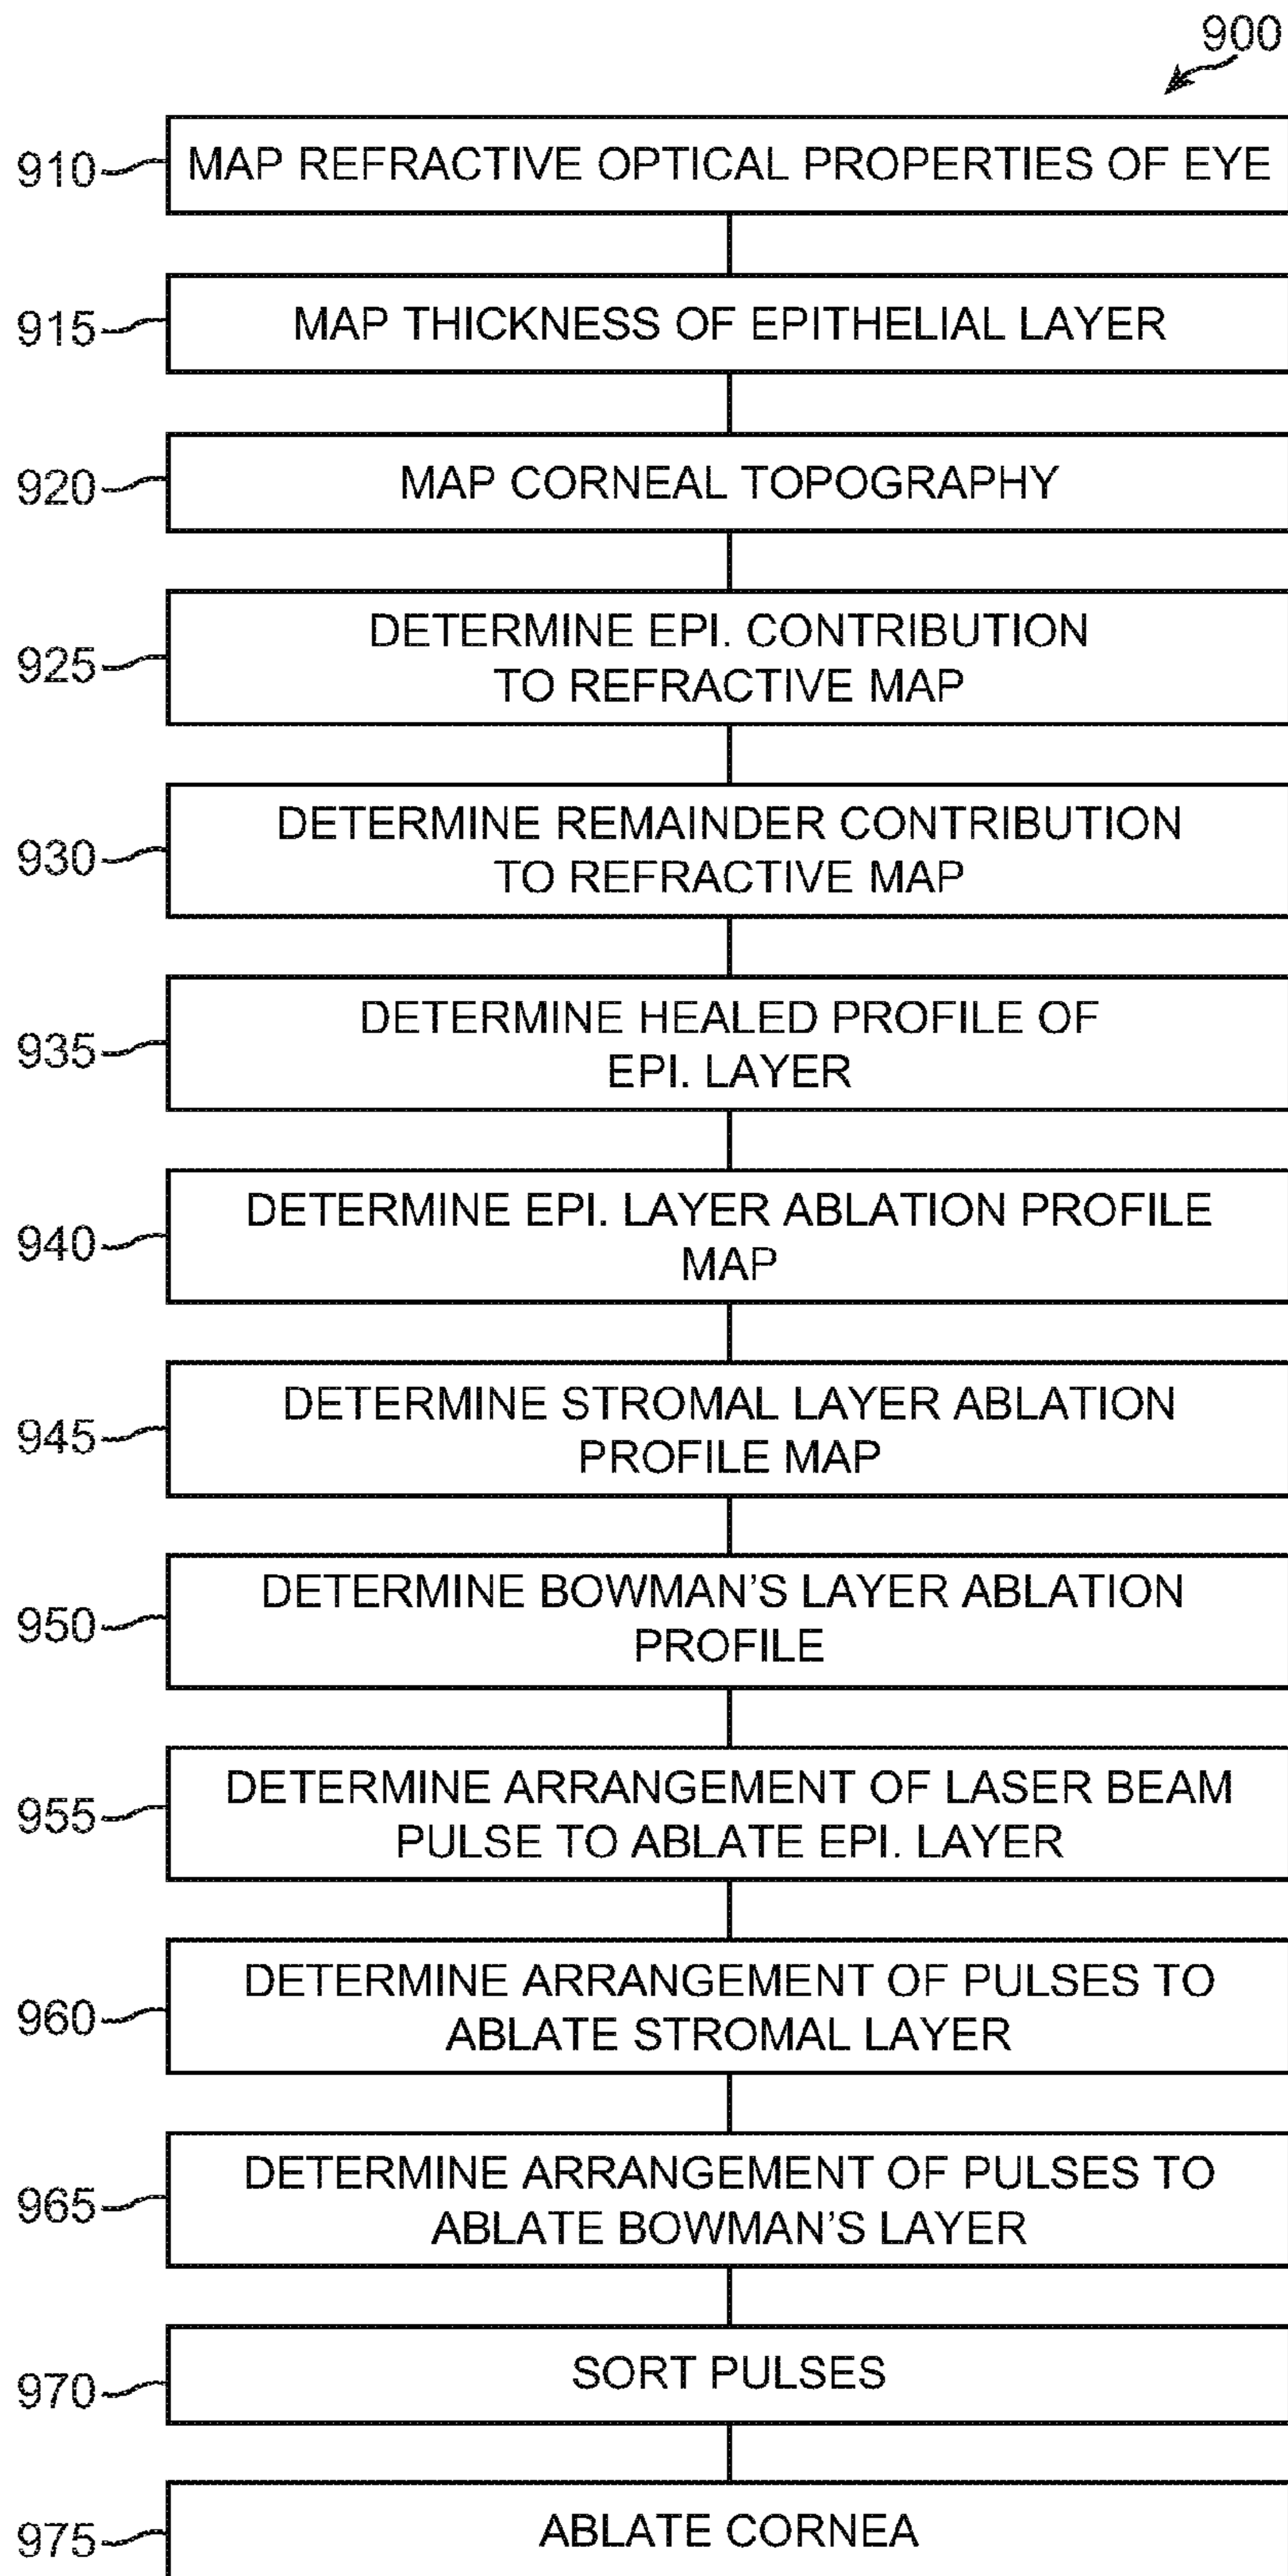 900
910 MAP REFRACTIVE OPTICAL PROPERTIES OF EYE
915 MAP THICKNESS OF EPITHELIAL LAYER
920 MAP CORNEAL TOPOGRAPHY
925 DETERMINE EPI. CONTRIBUTION
TO REFRACTIVE MAP
930 DETERMINE REMAINDER CONTRIBUTION
TO REFRACTIVE MAP
935 DETERMINE HEALED PROFILE OF
EPI. LAYER
940 DETERMINE EPI. LAYER ABLATION PROFILE
MAP
945 DETERMINE STROMAL LAYER ABLATION
PROFILE MAP
950 DETERMINE BOWMAN'S LAYER ABLATION
PROFILE
955 DETERMINE ARRANGEMENT OF LASER BEAM
PULSE TO ABLATE EPI. LAYER
960 DETERMINE ARRANGEMENT OF PULSES TO
ABLATE STROMAL LAYER
965 DETERMINE ARRANGEMENT OF PULSES TO
ABLATE BOWMAN'S LAYER
970 SORT PULSES
975 ABLATE CORNEA